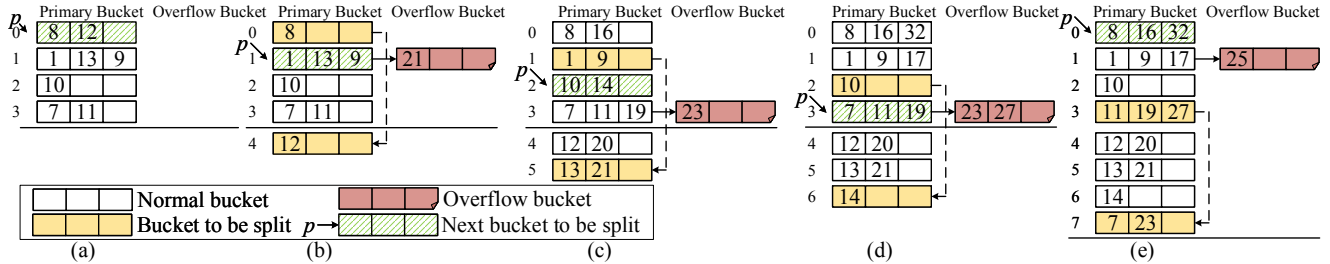 Primary Bucket Overflow Bucket
p
0 8 12
1 1 13 9
2 10
3 7 11
(a)
Primary Bucket Overflow Bucket
0 8
p
1 1 13 9 21
2 10
3 7 11
4 12
(b)
Primary Bucket Overflow Bucket
0 8 16
1 1 9
p
2 10 14
3 7 11 19 23
4 12 20
5 13 21
(c)
Primary Bucket Overflow Bucket
0 8 16 32
1 1 9 17
2 10
p
3 7 11 19 23 27
4 12 20
5 13 21
6 14
(d)
Primary Bucket Overflow Bucket
p
0 8 16 32
1 1 9 17 25
2 10
3 11 19 27
4 12 20
5 13 21
6 14
7 7 23
(e)
Normal bucket
Overflow bucket
Bucket to be split
p Next bucket to be split